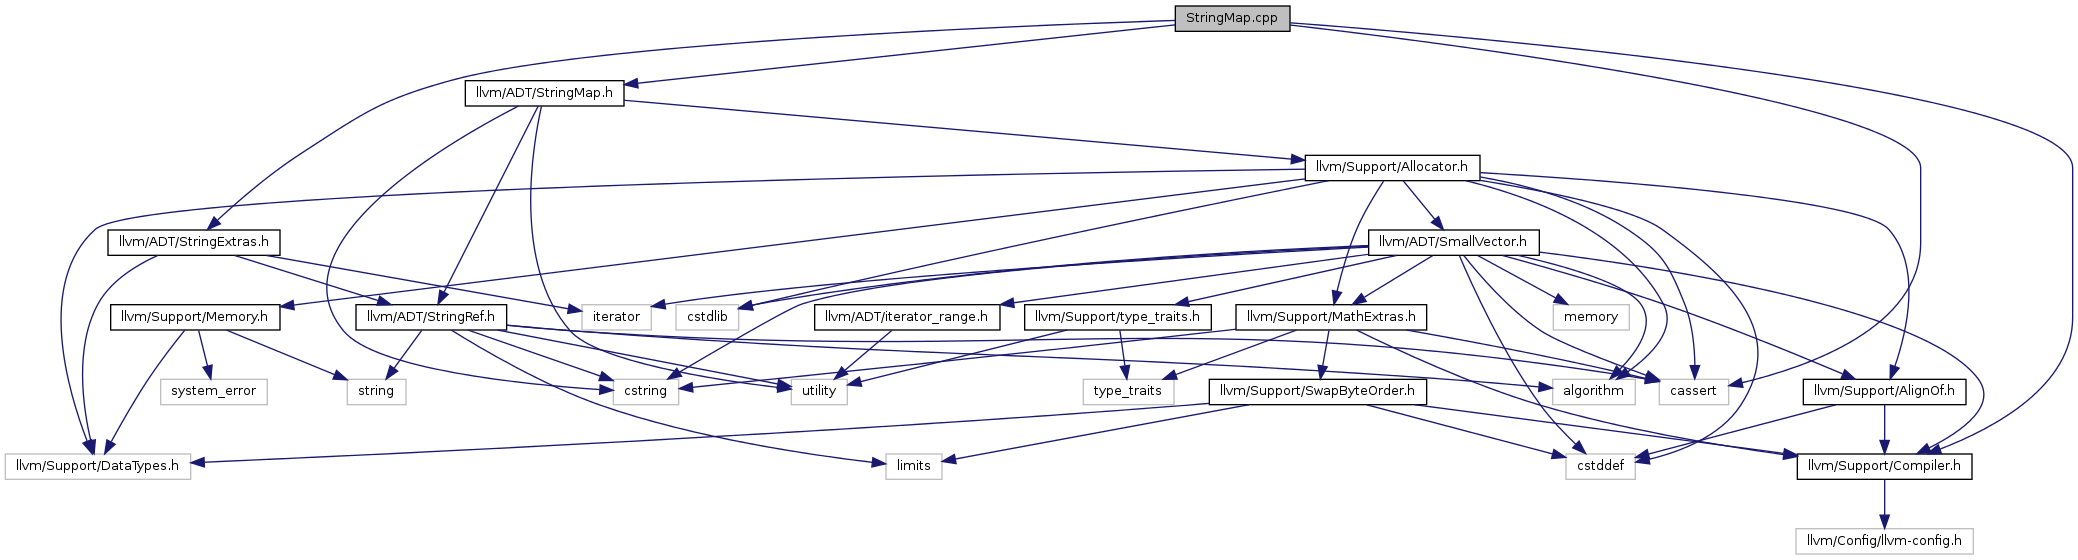 StringMap.cpp
llvm/ADT/StringMap.h
llvm/Support/Allocator.h
llvm/ADT/StringExtras.h
llvm/ADT/SmallVector.h
llvm/Support/Memory.h
llvm/ADT/StringRef.h
iterator
cstdlib
llvm/ADT/iterator_range.h
llvm/Support/type_traits.h
llvm/Support/MathExtras.h
memory
system_error
string
cstring
utility
type_traits
llvm/Support/SwapByteOrder.h
algorithm
cassert
llvm/Support/AlignOf.h
llvm/Support/DataTypes.h
limits
cstddef
llvm/Support/Compiler.h
llvm/Config/llvm-config.h